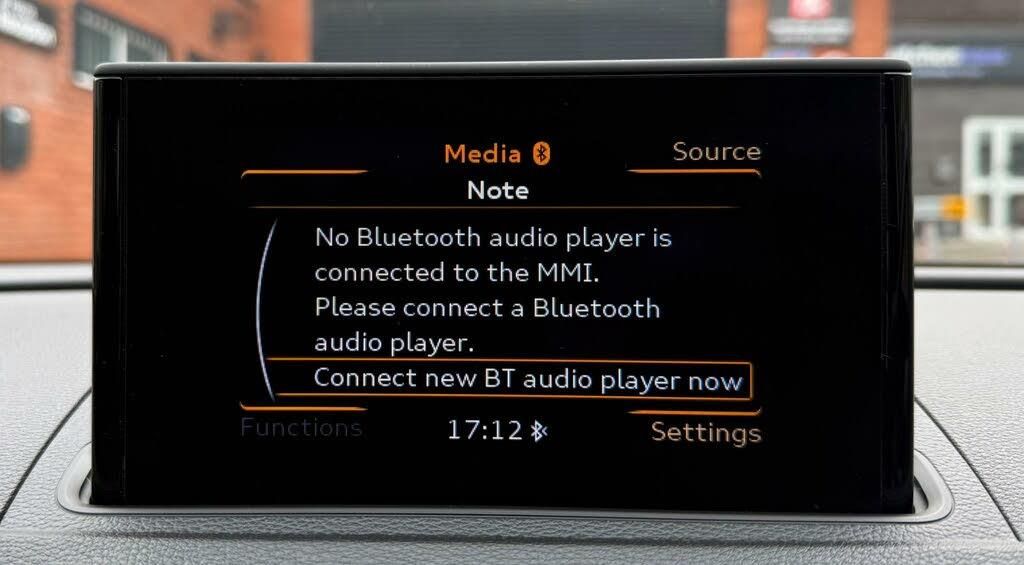 Media
Source
Note
No Bluetooth audio player is
connected to the MMI.
Please connect a Bluetooth
audio player.
Connect new BT audio player now
Functions
17:12
Settings